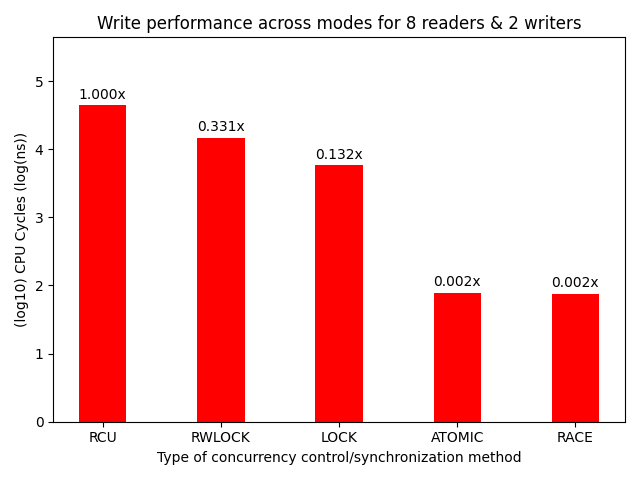 Write performance across modes for 8 readers & 2 writers
(log10) CPU Cycles (log(ns))
5
4
3
2
1
0
1.000x
0.331x
0.132x
0.002x
0.002x
RCU
RWLOCK
LOCK
ATOMIC
RACE
Type of concurrency control/synchronization method